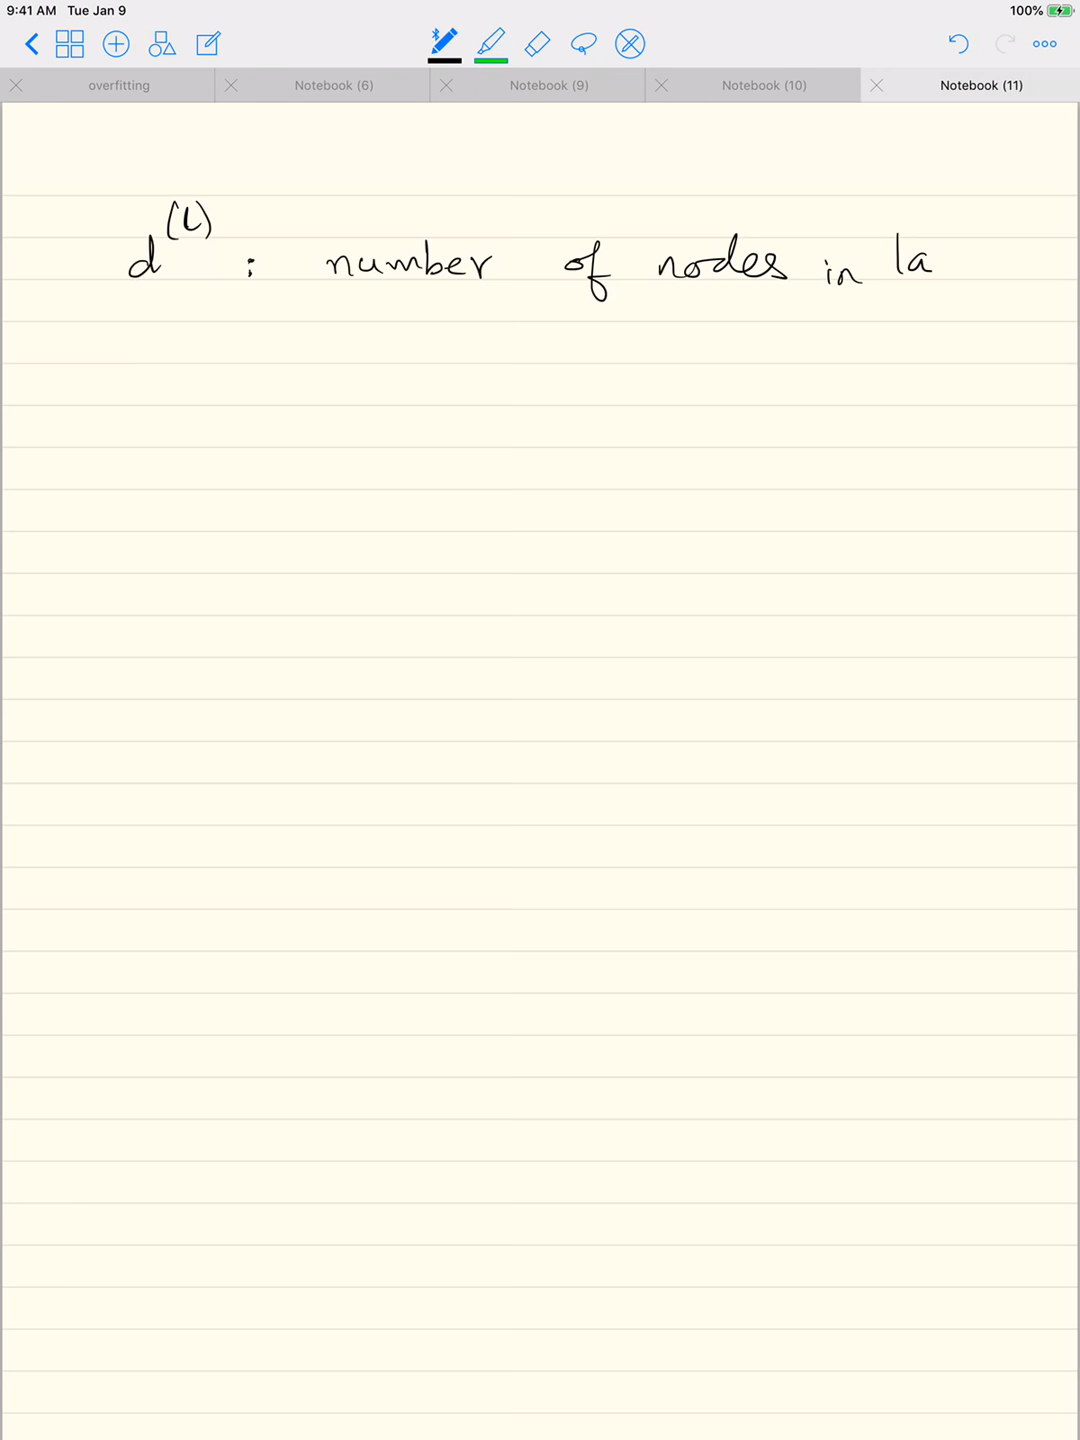 9:41 AM Tue Jan 9 100%
overfitting Notebook (6) Notebook (9) Notebook (10) Notebook (11)
d^(L) : number of nodes in la